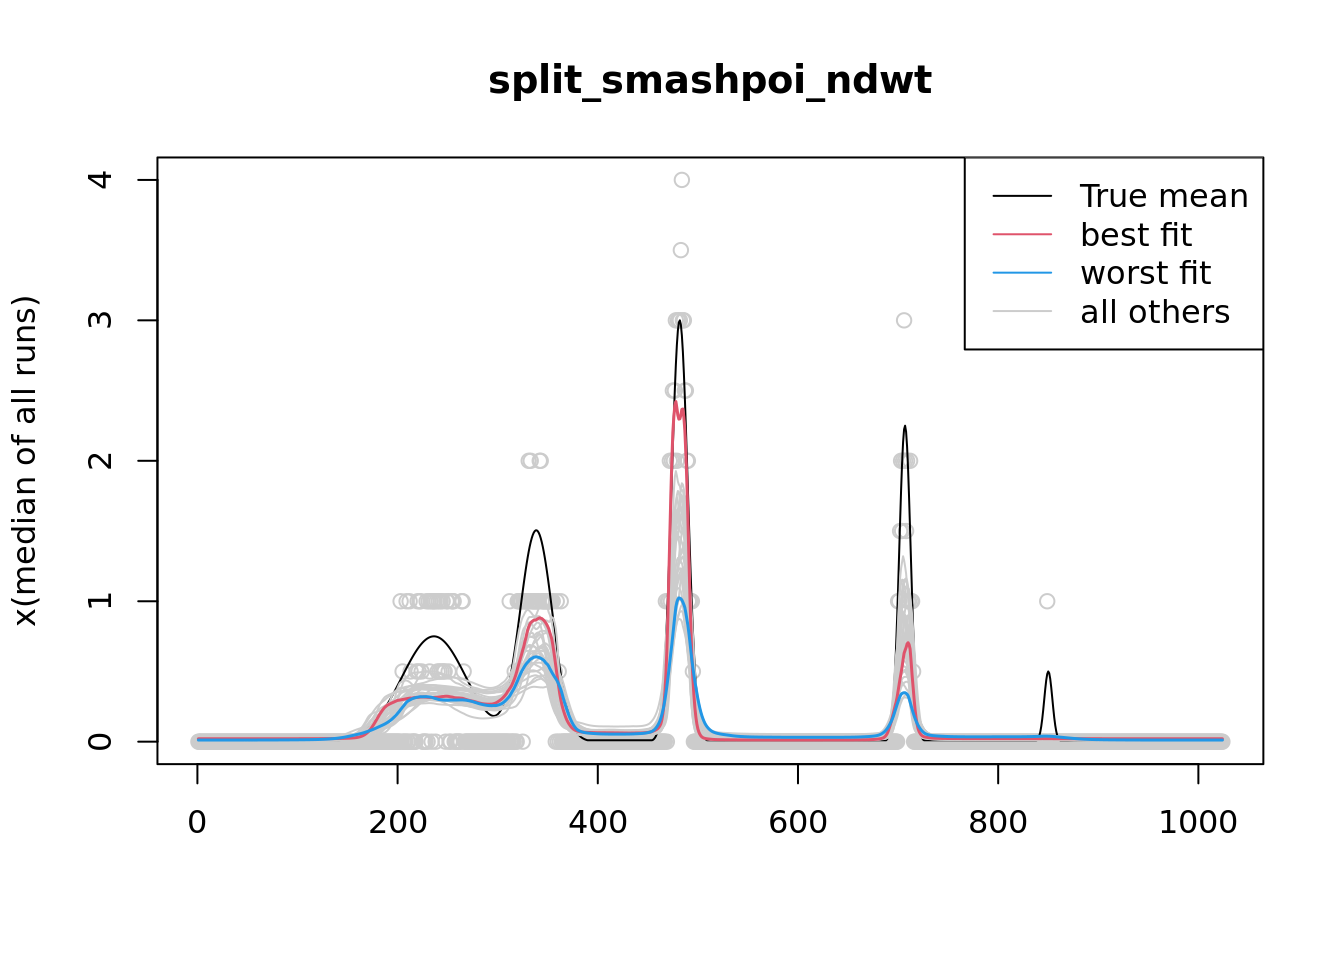 split_smashpoi_ndwt
True mean
best fit
worst fit
all others
x(median of all runs)
4
3
2
1
0
0 200 400 600 800 1000